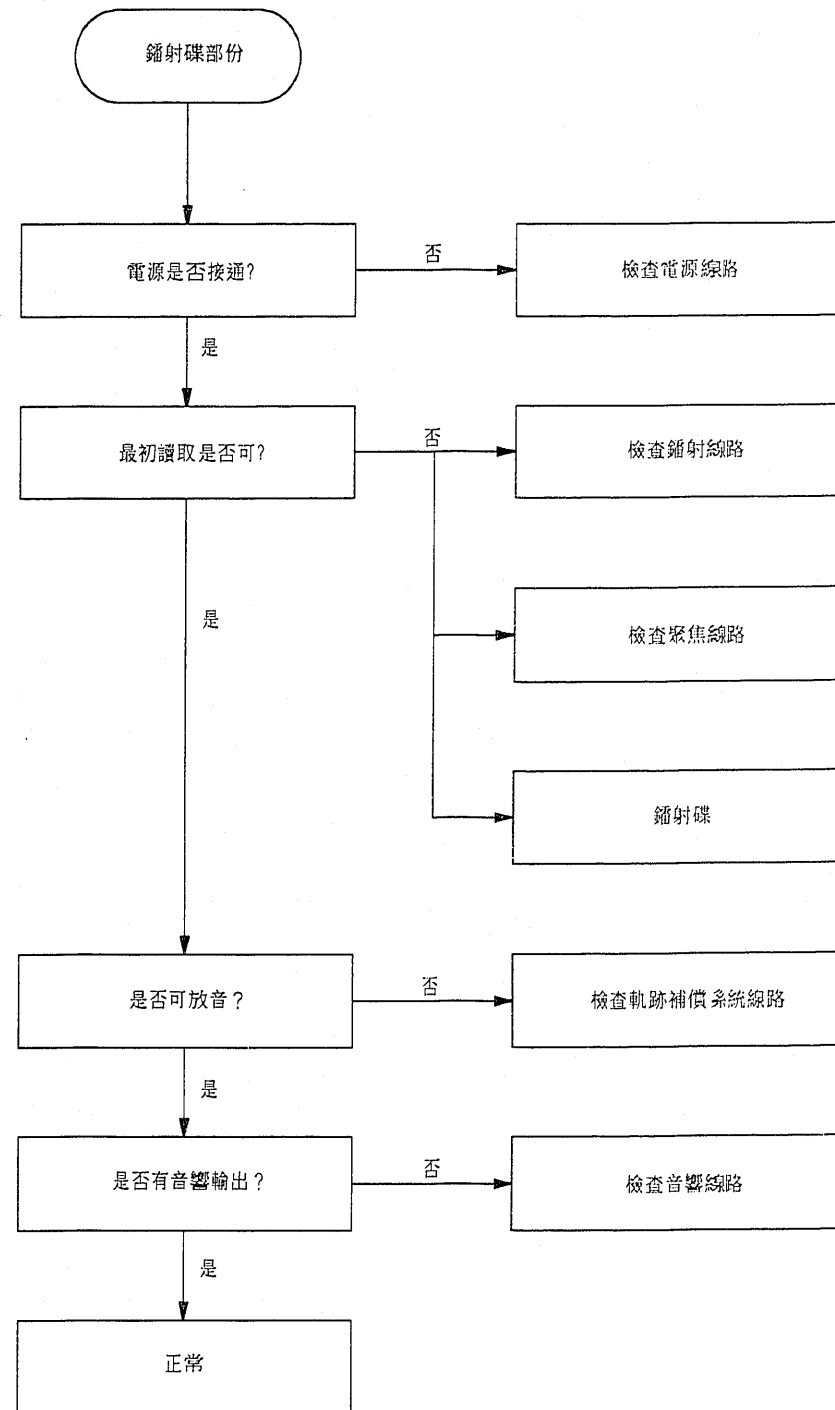 鐳射碟部份
電源是否接通?
否
檢查電源線路
是
最初讀取是否可?
否
檢查鐳射線路
檢查聚焦線路
鐳射碟
是
是否可放音?
否
檢查軌跡補償系統線路
是
是否有音響輸出?
否
檢查音響線路
是
正常